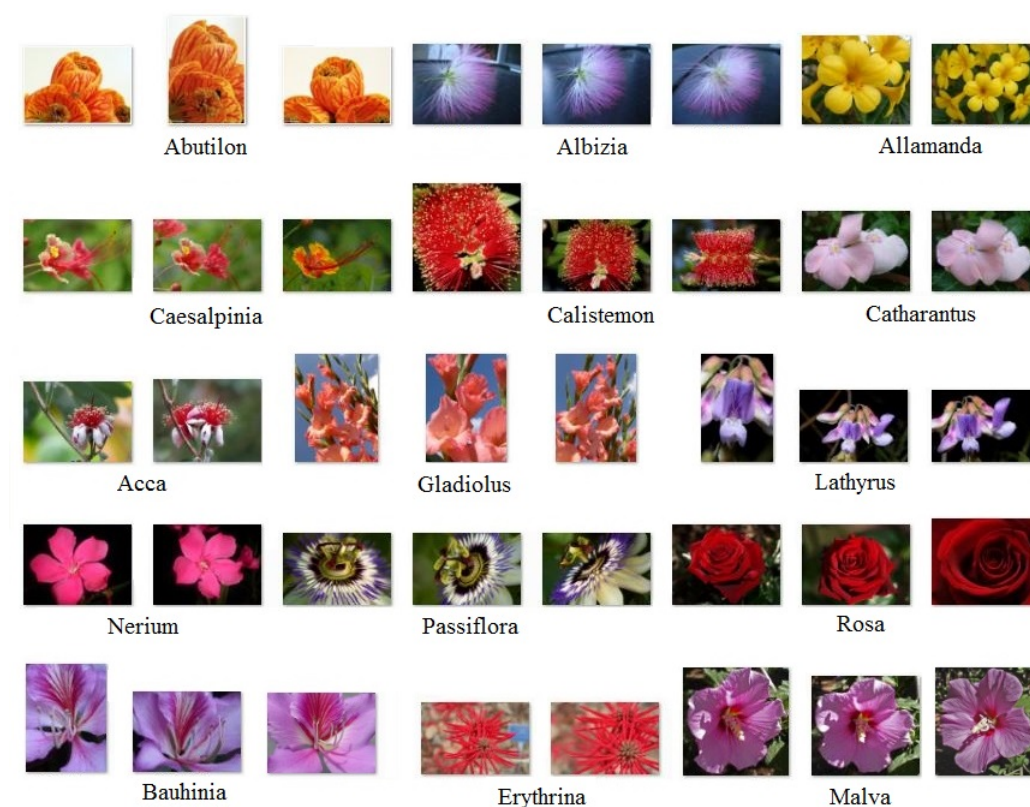 Abutilon
Albizia
Allamanda
Caesalpinia
Calistemon
Catharantus
Acca
Gladiolus
Lathyrus
Nerium
Passiflora
Rosa
Bauhinia
Erythrina
Malva